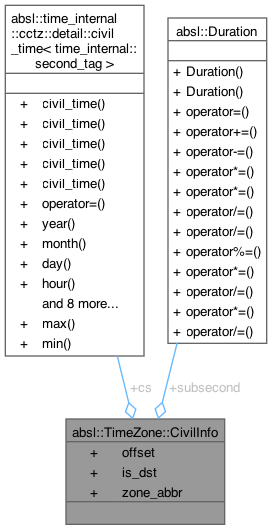 absl::time_internal
::cctz::detail::civil
_time< time_internal::
second_tag >
+ civil_time()
+ civil_time()
+ civil_time()
+ civil_time()
+ civil_time()
+ operator=()
+ year()
+ month()
+ day()
+ hour()
and 8 more...
+ max()
+ min()
absl::Duration
+ Duration()
+ Duration()
+ operator=()
+ operator+=()
+ operator-=()
+ operator*=()
+ operator*=()
+ operator/=()
+ operator/=()
+ operator%=()
+ operator*=()
+ operator/=()
+ operator*=()
+ operator/=()
+cs
+subsecond
absl::TimeZone::CivilInfo
+ offset
+ is_dst
+ zone_abbr